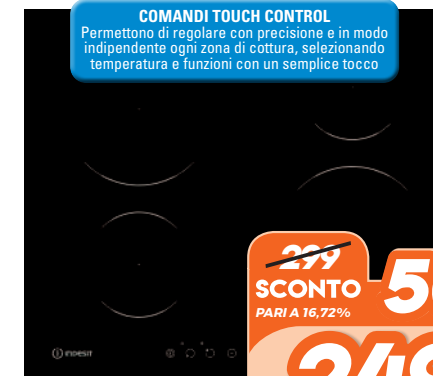 COMANDI TOUCH CONTROL
Permettono di regolare con precisione e in modo
indipendente ogni zona di cottura, selezionando
temperatura e funzioni con un semplice tocco
299
SCONTO
PARI A 16,72%
INDESIT